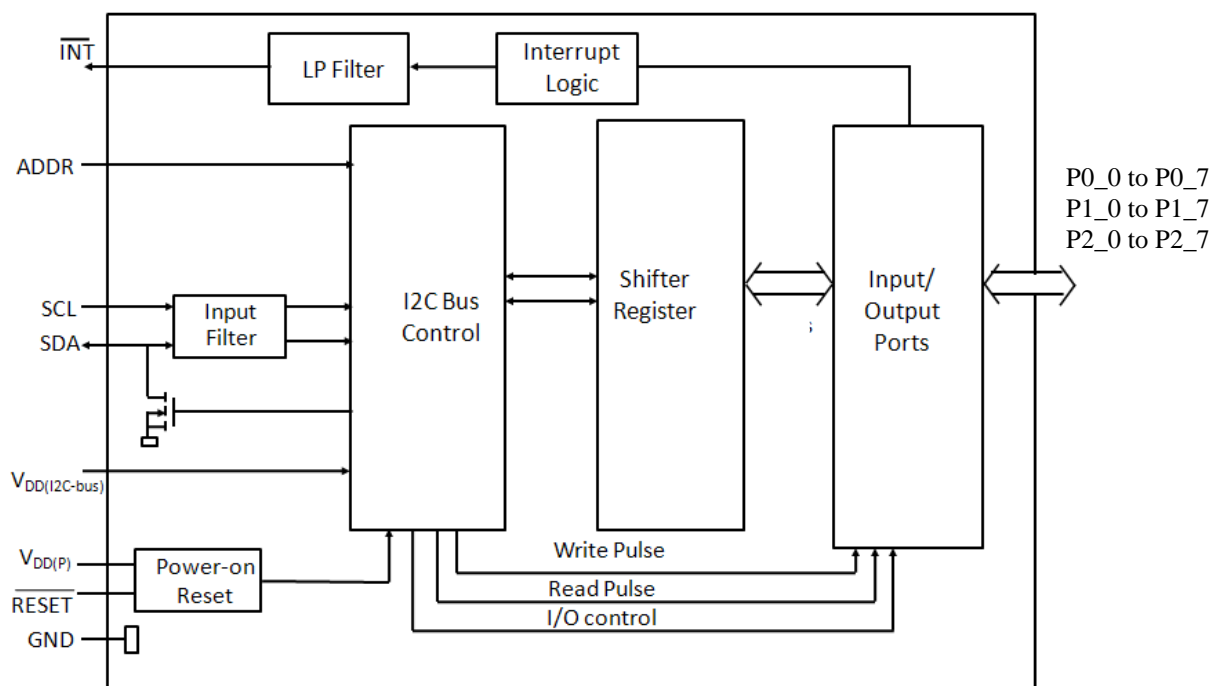 INT
LP Filter
Interrupt
Logic
ADDR
P0_0 to P0_7
P1_0 to P1_7
P2_0 to P2_7
SCL
SDA
Input
Filter
I2C Bus
Control
Shifter
Register
Input/
Output
Ports
VDD(I2C-bus)
VDD(P)
RESET
GND
Power-on
Reset
Write Pulse
Read Pulse
I/O control